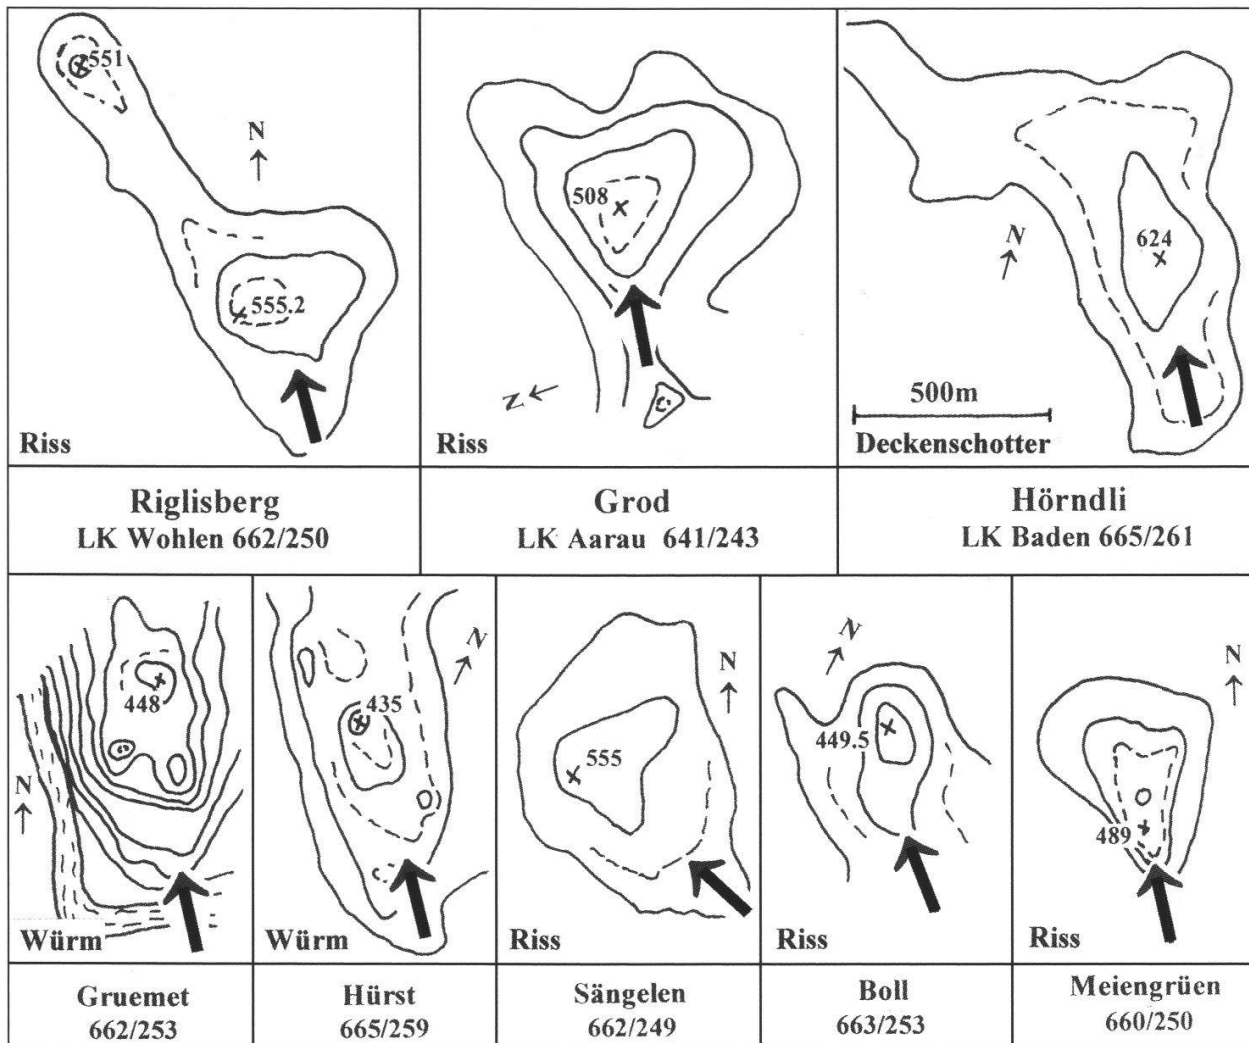 551
N
555.2
Riss
Riglisberg
LK Wohlen 662/250
508
N
Riss
Grod
LK Aarau 641/243
N
624
500m
Deckenschotter
Hörndli
LK Baden 665/261
448
N
Würm
Gruemet
662/253
N
435
Würm
Hürst
665/259
N
555
Riss
Sängelen
662/249
N
449.5
Riss
Boll
663/253
N
489
Riss
Meiengrüen
660/250